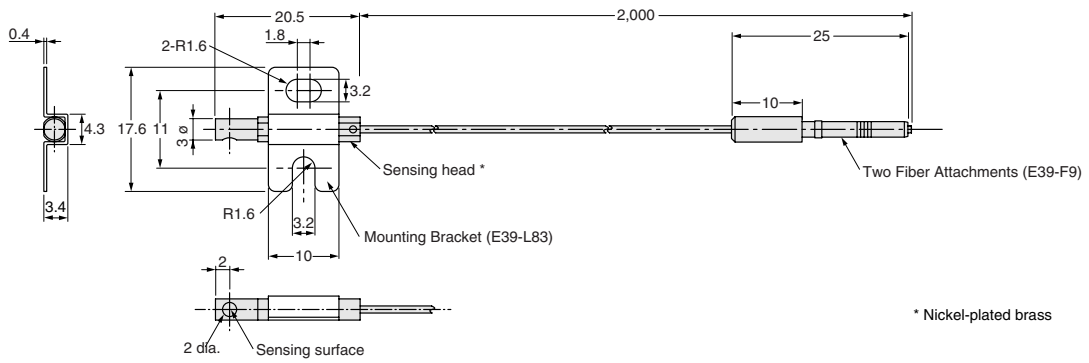 20.5
2,000
0.4
1.8
25
2-R1.6
3.2
10
4.3
17.6
11
3 ø
Sensing head *
Two Fiber Attachments (E39-F9)
3.4
R1.6
3.2
Mounting Bracket (E39-L83)
10
2
* Nickel-plated brass
2 dia.
Sensing surface